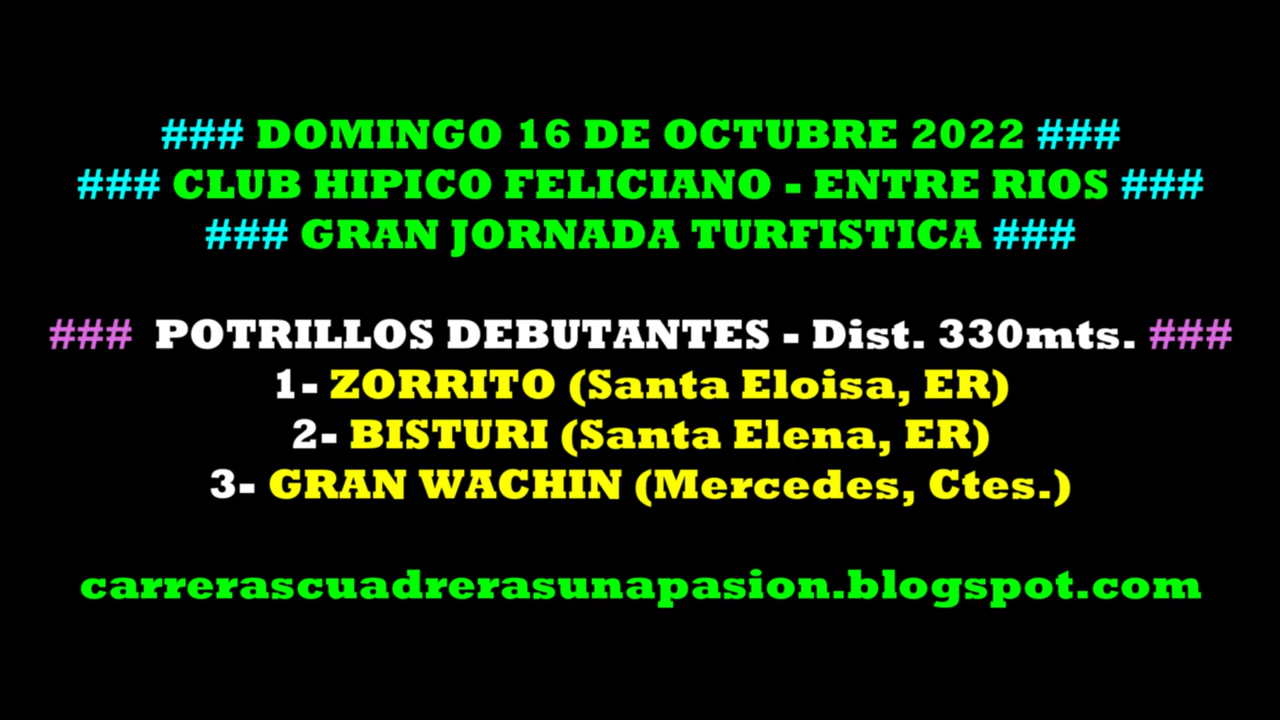 ### DOMINGO 16 DE OCTUBRE 2022 ###
### CLUB HIPICO FELICIANO - ENTRE RIOS ###
### GRAN JORNADA TURFISTICA ###
### POTRILLOS DEBUTANTES - Dist. 330mts. ###
1- ZORRITO (Santa Eloisa, ER)
2- BISTURI (Santa Elena, ER)
3- GRAN WACHIN (Mercedes, Ctes.)
carrerascuadrerasunapasion.blogspot.com